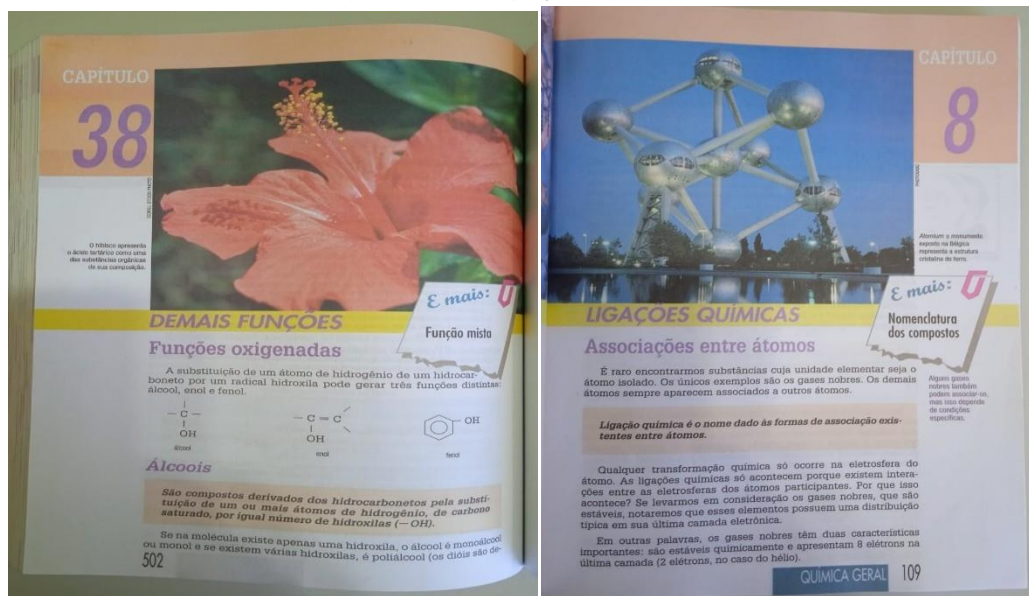 CAPÍTULO
38
O hibisco apresenta
o ácido tartárico como uma
das substâncias orgânicas
de sua composição.
E mais:
Função mista
DEMAIS FUNÇÕES
Funções oxigenadas
A substituição de um átomo de hidrogênio de um hidrocar-
boneto por um radical hidroxila pode gerar três funções distintas:
álcool, enol e fenol.
— C —
OH
álcool
— C = C
OH
enol
OH
fenol
Álcoois
São compostos derivados dos hidrocarbonetos pela substi-
tuição de um ou mais átomos de hidrogênio, de carbono
saturado, por igual número de hidroxilas (—OH).
Se na molécula existe apenas uma hidroxila, o álcool é monoálcool
ou monol e se existem várias hidroxilas, é poliálcool (os dióis são de-
502
CAPÍTULO
8
Atomium: o monumento
exposto na Bélgica
representa a estrutura
cristalina de ferro.
E mais:
Nomenclatura
dos compostos
LIGAÇÕES QUÍMICAS
Associações entre átomos
É raro encontrarmos substâncias cuja unidade elementar seja o
átomo isolado. Os únicos exemplos são os gases nobres. Os demais
átomos sempre aparecem associados a outros átomos.
Alguns gases
nobres também
podem associar-se,
mas isso depende
de condições
específicas.
Ligação química é o nome dado às formas de associação exis-
tentes entre átomos.
Qualquer transformação química só ocorre na eletrosfera do
átomo. As ligações químicas só acontecem porque existem intera-
ções entre as eletrosferas dos átomos participantes. Por que isso
acontece? Se levarmos em consideração os gases nobres, que são
estáveis, notaremos que esses elementos possuem uma distribuição
típica em sua última camada eletrônica.
Em outras palavras, os gases nobres têm duas características
importantes: são estáveis quimicamente e apresentam 8 elétrons na
última camada (2 elétrons, no caso do hélio).
QUÍMICA GERAL 109